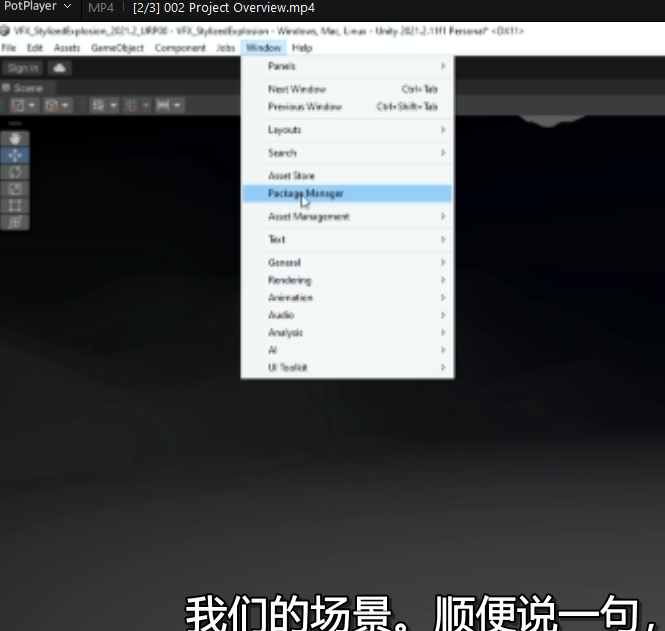 PotPlayer MP4 [2/3] 002 Project Overview.mp4
VFX_StylizedExplosion_2021.2_URP00 - VFX_StylizedExplosion - Windows, Mac, Linux - Unity 2021.2.11f1 Personal* <DX11>
File Edit Assets GameObject Component Jobs Window Help
Sign in
Scene
Panels
Next Window Ctrl+Tab
Previous Window Ctrl+Shift+Tab
Layouts
Search
Asset Store
Package Manager
Asset Management
Text
General
Rendering
Animation
Audio
Analysis
AI
UI Toolkit
我们的场景。顺便说一句，